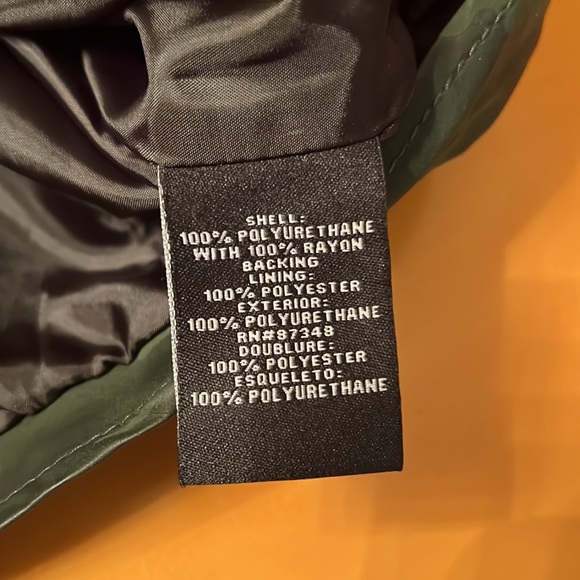 SHELL:
100% POLYURETHANE
WITH 100% RAYON
BACKING
LINING:
100% POLYESTER
EXTERIOR:
100% POLYURETHANE
RN#87348
DOUBLURE:
100% POLYESTER
ESQUELETO:
100% POLYURETHANE